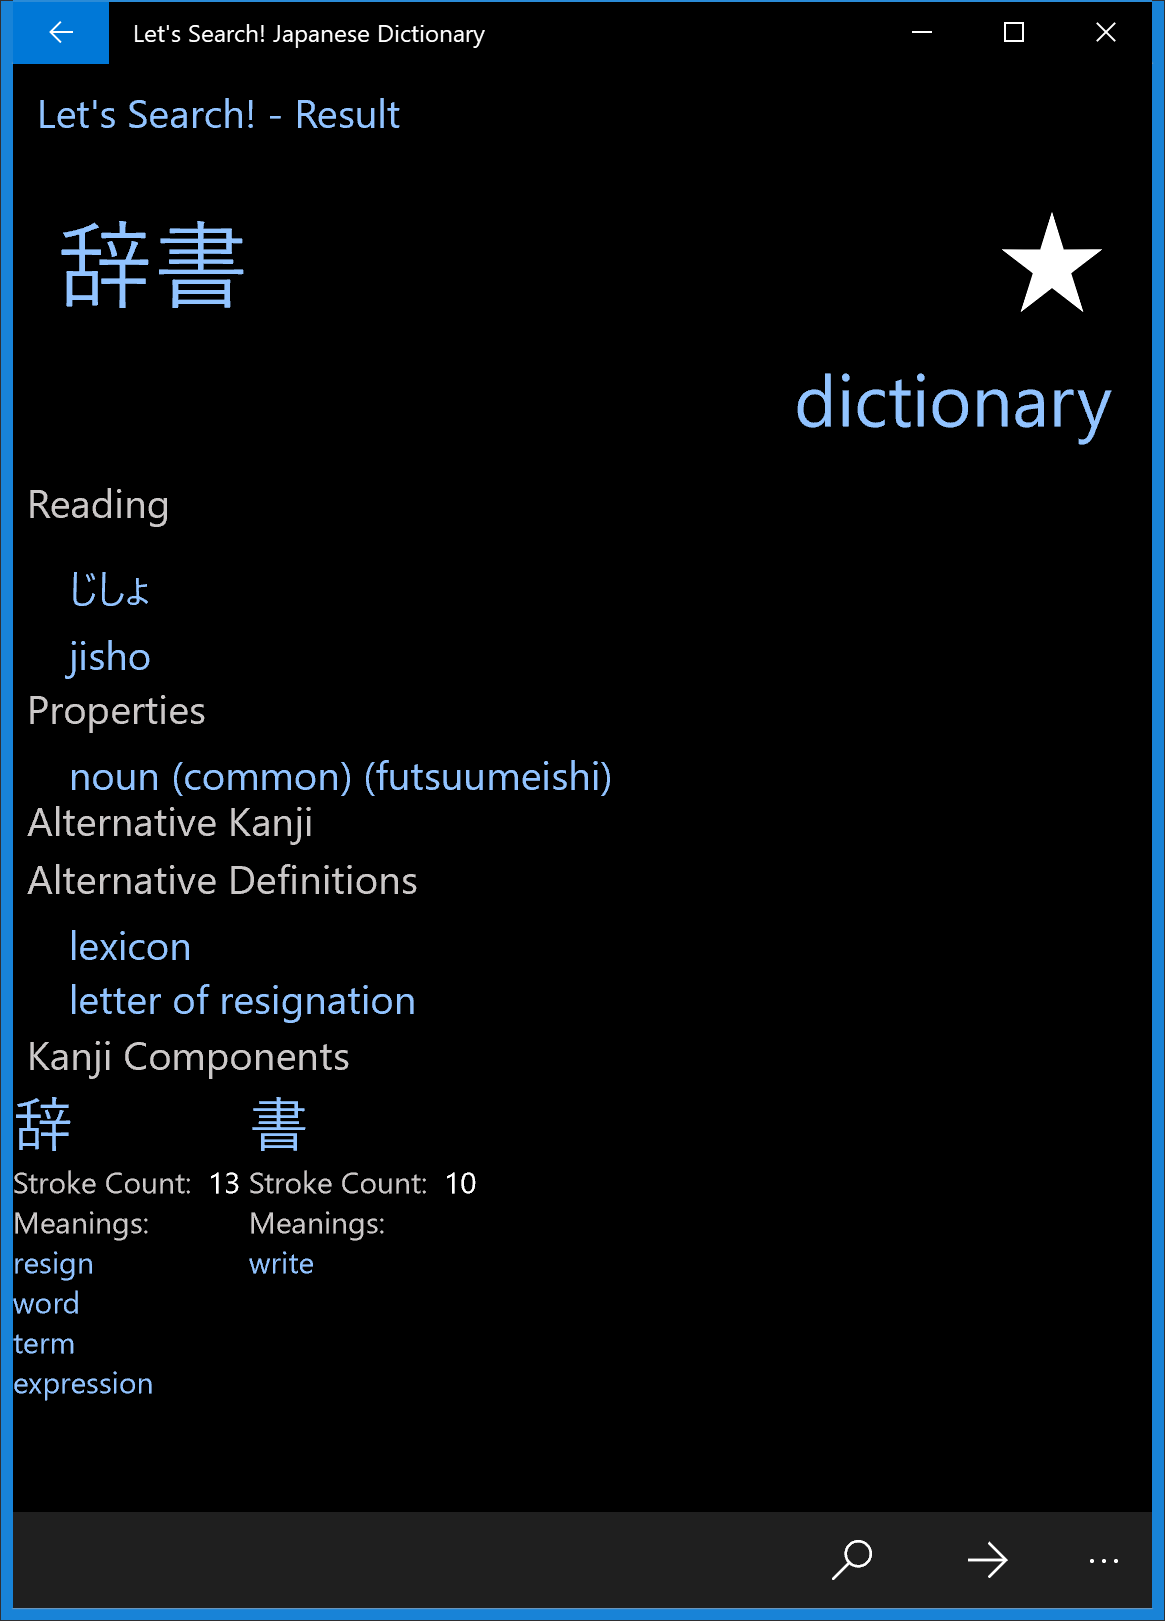 Let's Search! Japanese Dictionary
Let's Search! - Result
辞書
dictionary
Reading
じしょ
jisho
Properties
noun (common) (futsuumeishi)
Alternative Kanji
Alternative Definitions
lexicon
letter of resignation
Kanji Components
辞 書
Stroke Count: 13 Stroke Count: 10
Meanings: Meanings:
resign write
word
term
expression